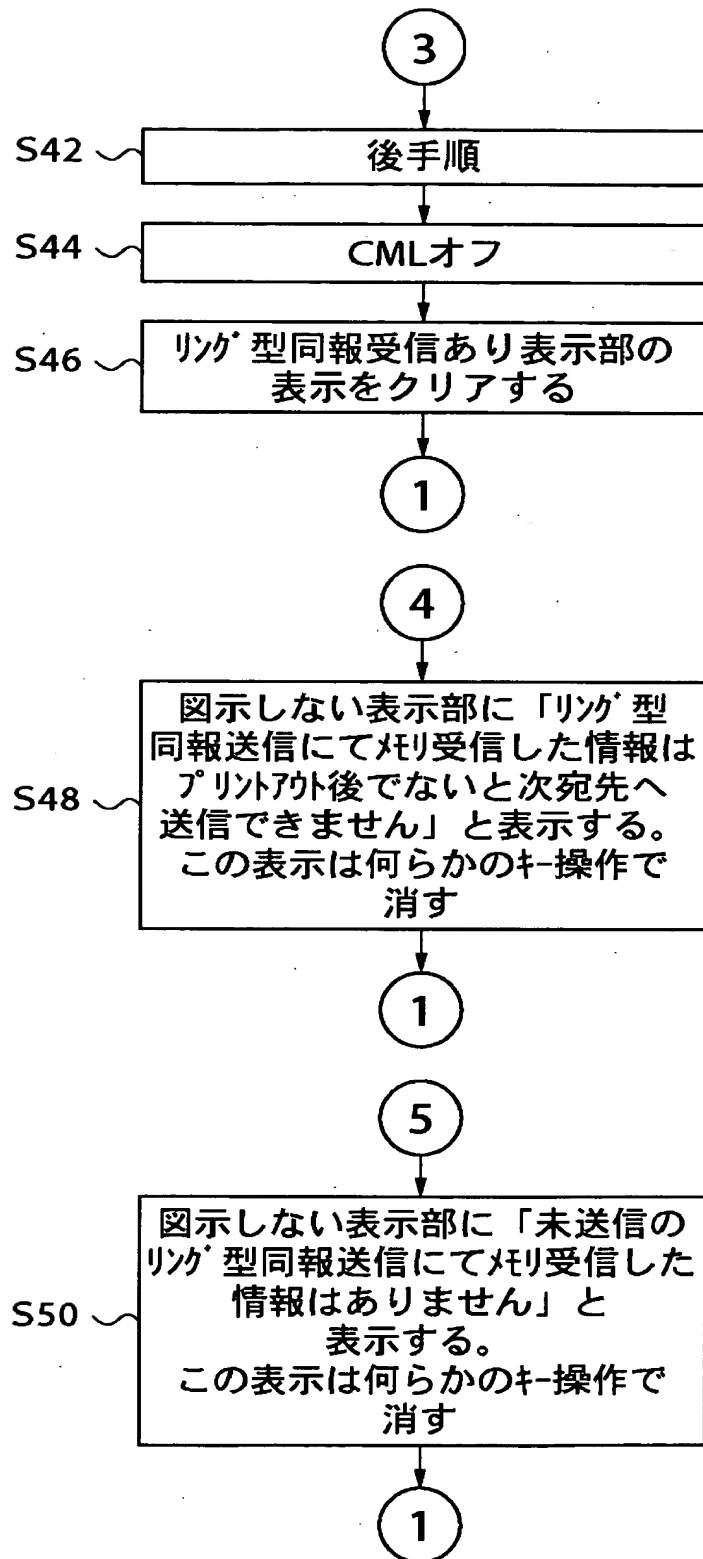 3
S42
後手順
S44
CMLオフ
S46
ﾘﾝｸﾞ型同報受信あり表示部の
表示をクリアする
1
4
S48
図示しない表示部に「ﾘﾝｸﾞ型
同報送信にてﾒﾓﾘ受信した情報は
ﾌﾟﾘﾝﾄｱｳﾄ後でないと次宛先へ
送信できません」と表示する。
この表示は何らかのｷｰ操作で
消す
1
5
S50
図示しない表示部に「未送信の
ﾘﾝｸﾞ型同報送信にてﾒﾓﾘ受信した
情報はありません」と
表示する。
この表示は何らかのｷｰ操作で
消す
1